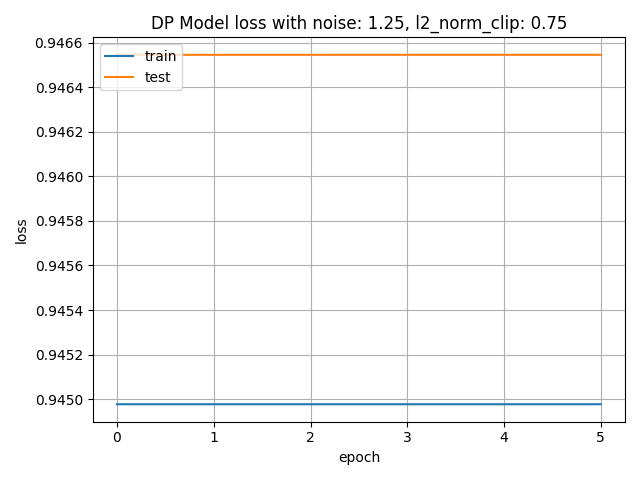 DP Model loss with noise: 1.25, l2_norm_clip: 0.75
0.9466
0.9464
0.9462
0.9460
0.9458
0.9456
0.9454
0.9452
0.9450
loss
train
test
0 1 2 3 4 5
epoch